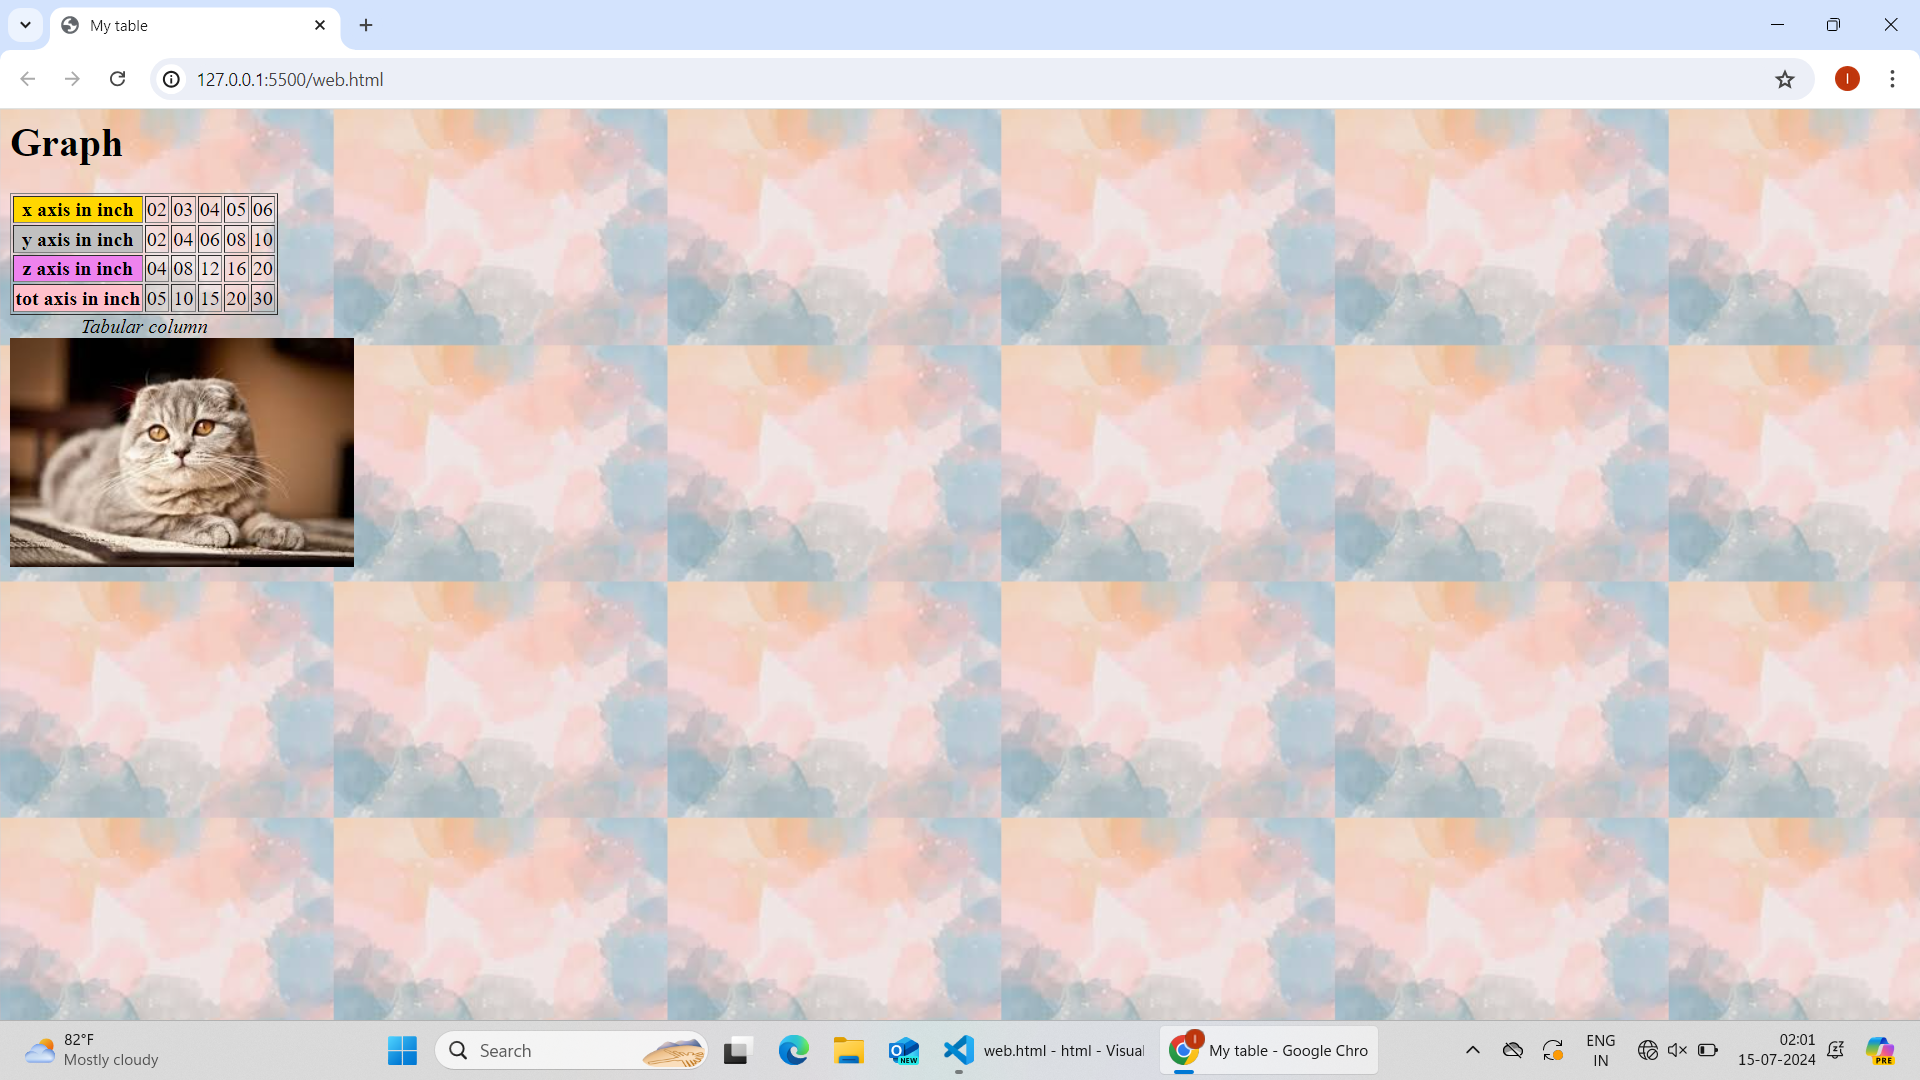 My table
127.0.0.1:5500/web.html
I
Graph
x axis in inch 02 03 04 05 06
y axis in inch 02 04 06 08 10
z axis in inch 04 08 12 16 20
tot axis in inch 05 10 15 20 30
Tabular column
82°F
Mostly cloudy
Search
NEW
web.html - html - Visual
I
My table - Google Chro
ENG
IN
02:01
15-07-2024
PRE